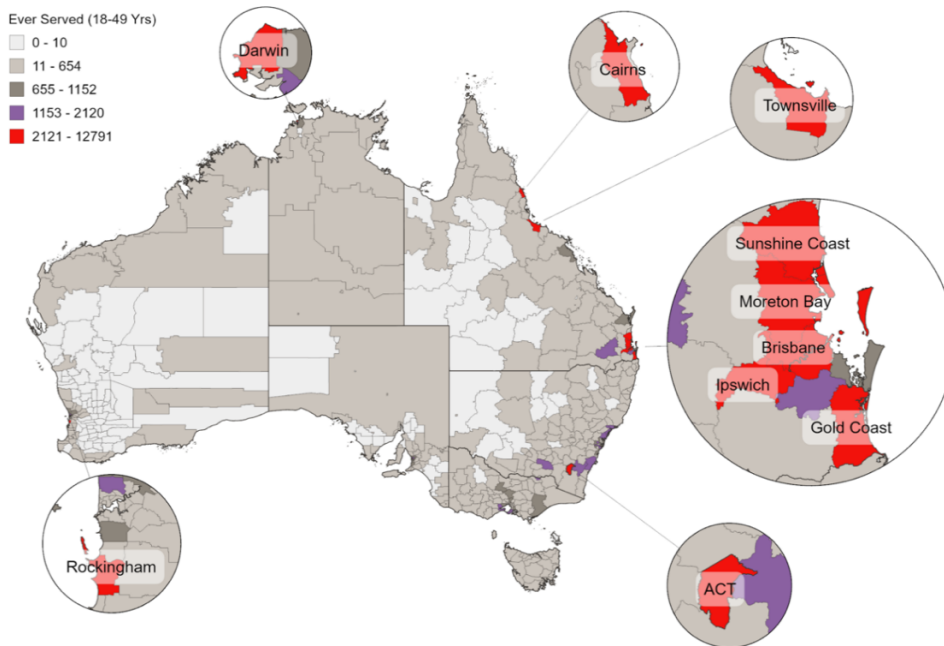 Ever Served (18-49 Yrs)
0 - 10
11 - 654
655 - 1152
1153 - 2120
2121 - 12791
Darwin
Cairns
Townsville
Sunshine Coast
Moreton Bay
Brisbane
Ipswich
Gold Coast
Rockingham
ACT